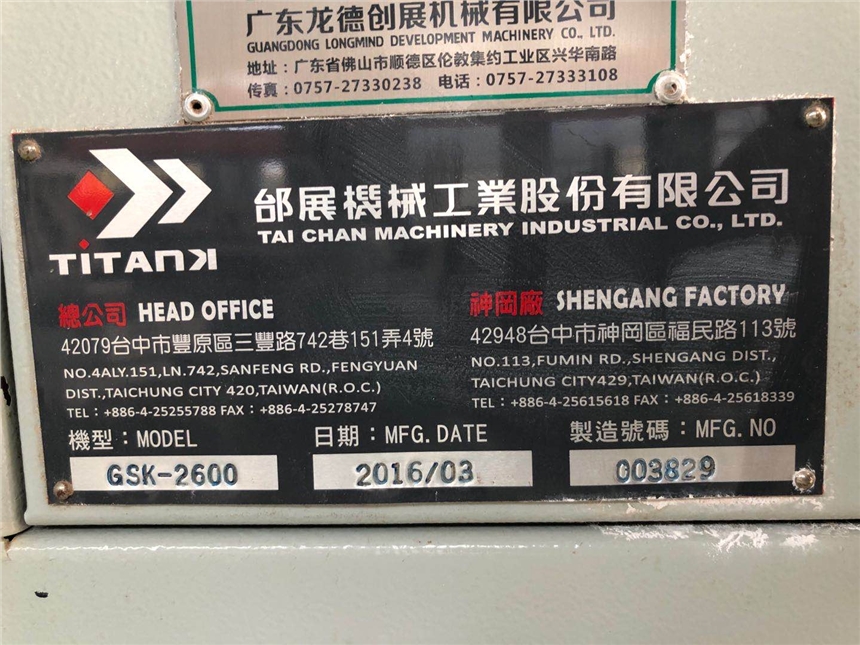 广东龙德创展机械有限公司
GUANGDONG LONGMIND DEVELOPMENT MACHINERY CO., LTD.
地址：广东省佛山市顺德区伦教集约工业区兴华南路
传真：0757-27330238 电话：0757-27333108
TiTANK
邰展機械工業股份有限公司
TAI CHAN MACHINERY INDUSTRIAL CO., LTD.
總公司 HEAD OFFICE
42079台中市豐原區三豐路742巷151弄4號
NO.4ALY.151,LN.742,SANFENG RD.,FENGYUAN
DIST.,TAICHUNG CITY 420,TAIWAN(R.O.C.)
TEL：+886-4-25255788 FAX：+886-4-25278747
神岡廠 SHENGANG FACTORY
42948台中市神岡區福民路113號
NO.113,FUMIN RD.,SHENGANG DIST.,
TAICHUNG CITY429,TAIWAN(R.O.C.)
TEL：+886-4-25615618 FAX：+886-4-25618339
機型：MODEL
GSK-2600
日期：MFG.DATE
2016/03
製造號碼：MFG.NO
003829